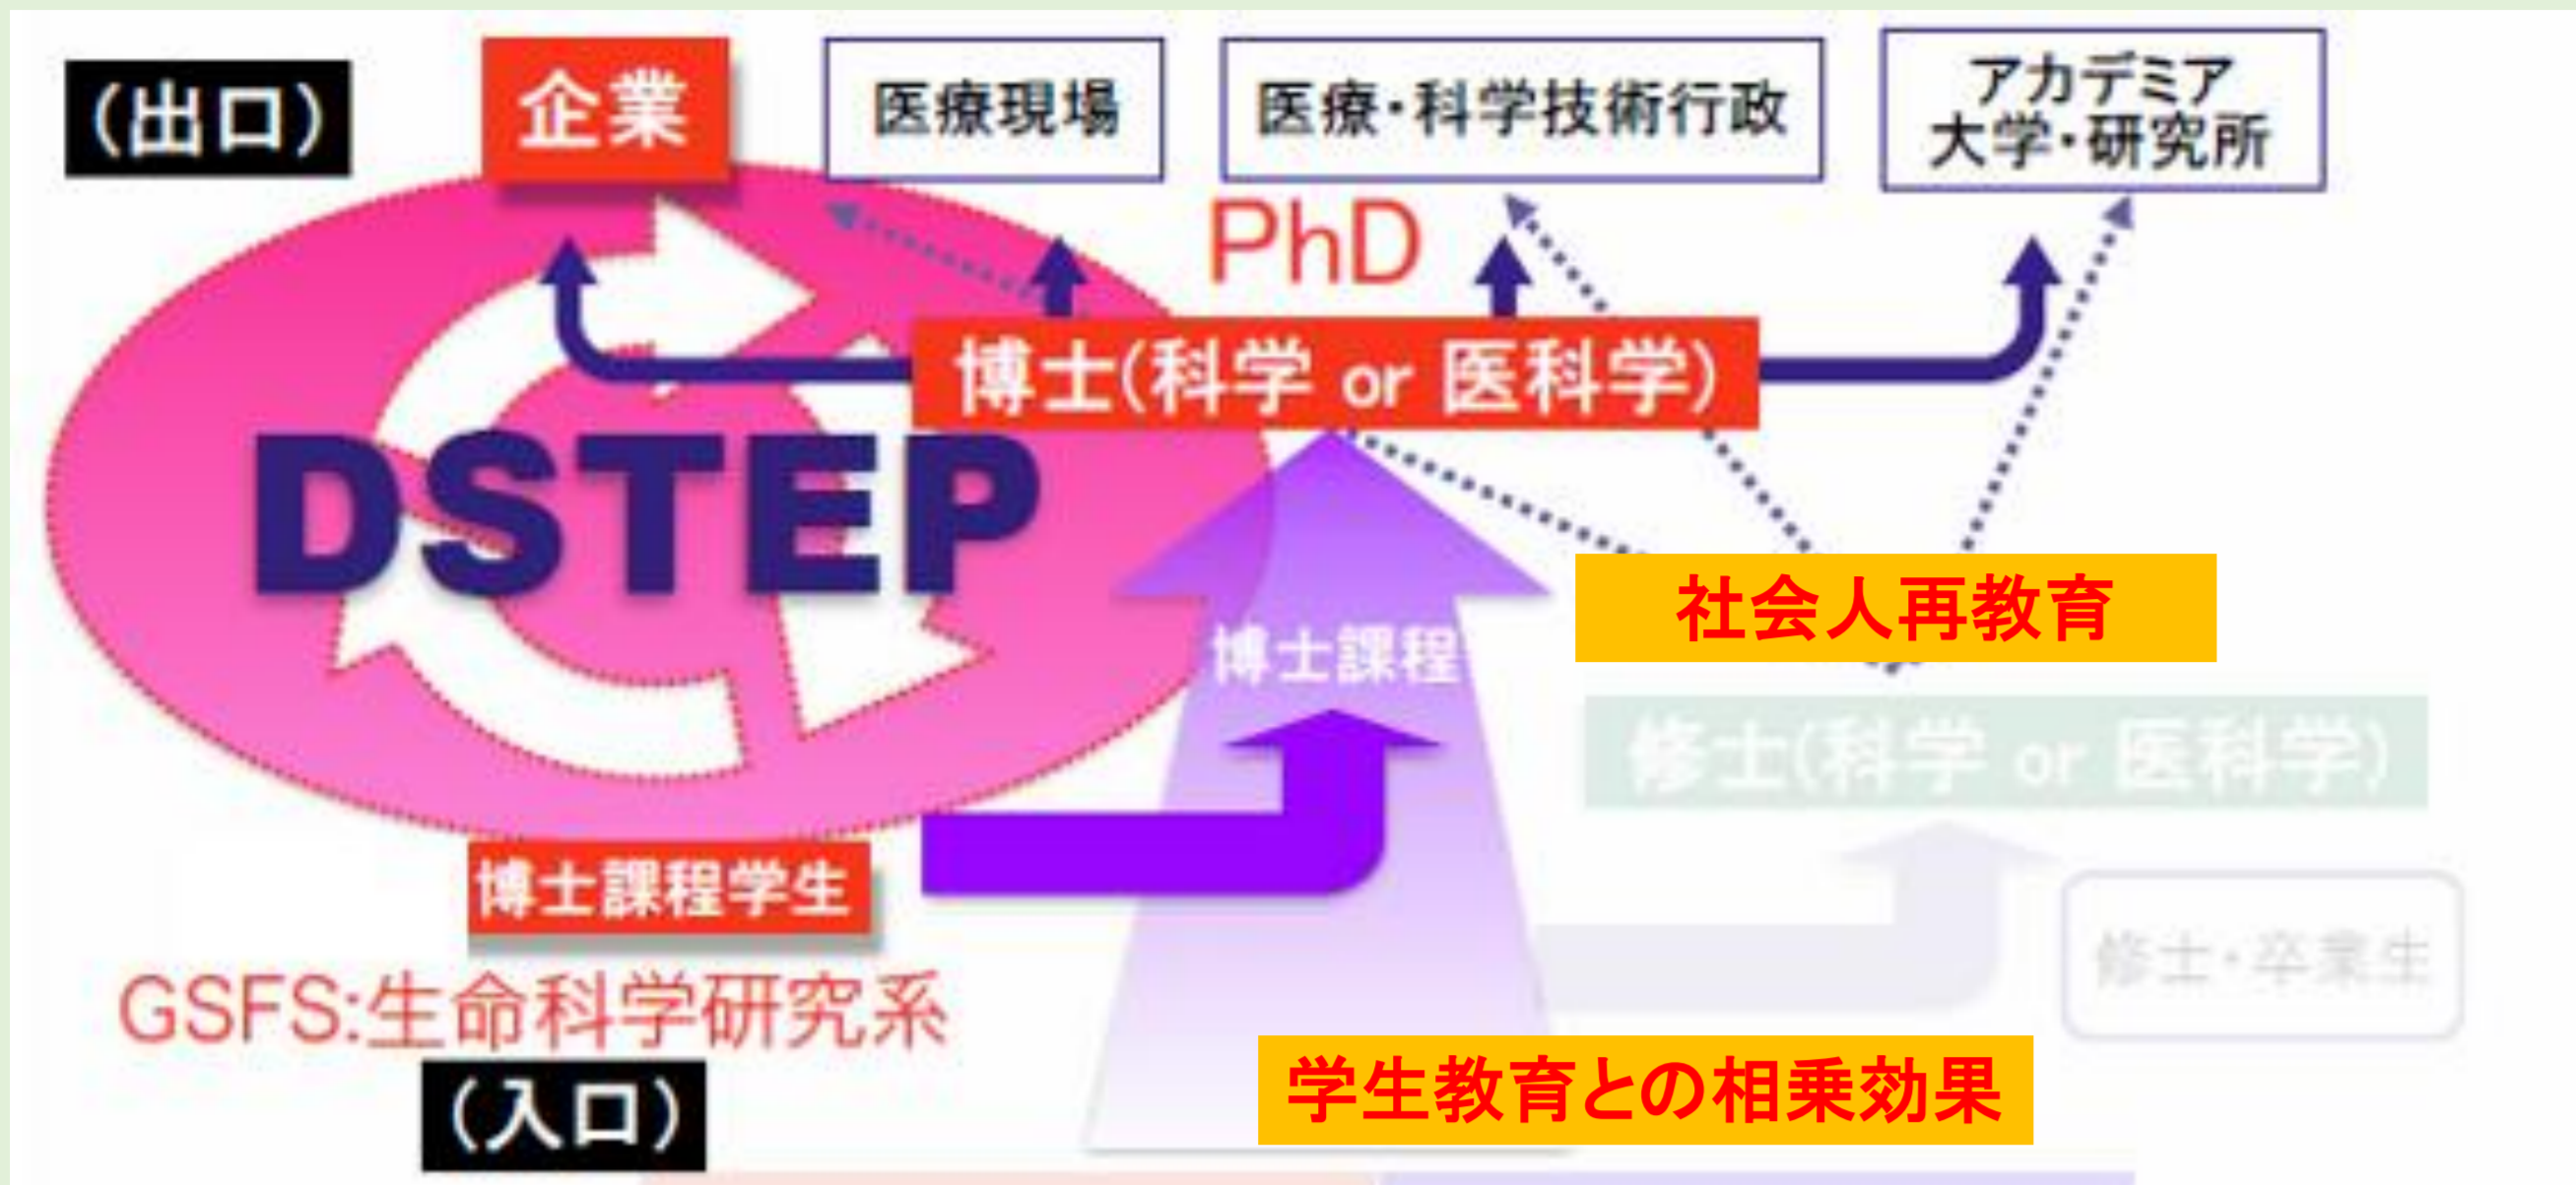 (出口)
企業
医療現場
医療・科学技術行政
アカデミア
大学・研究所
PhD
博士(科学 or 医科学)
DSTEP
社会人再教育
博士課程
修士(科学 or 医科学)
博士課程学生
修士・卒業生
GSFS:生命科学研究系
学生教育との相乗効果
(入口)